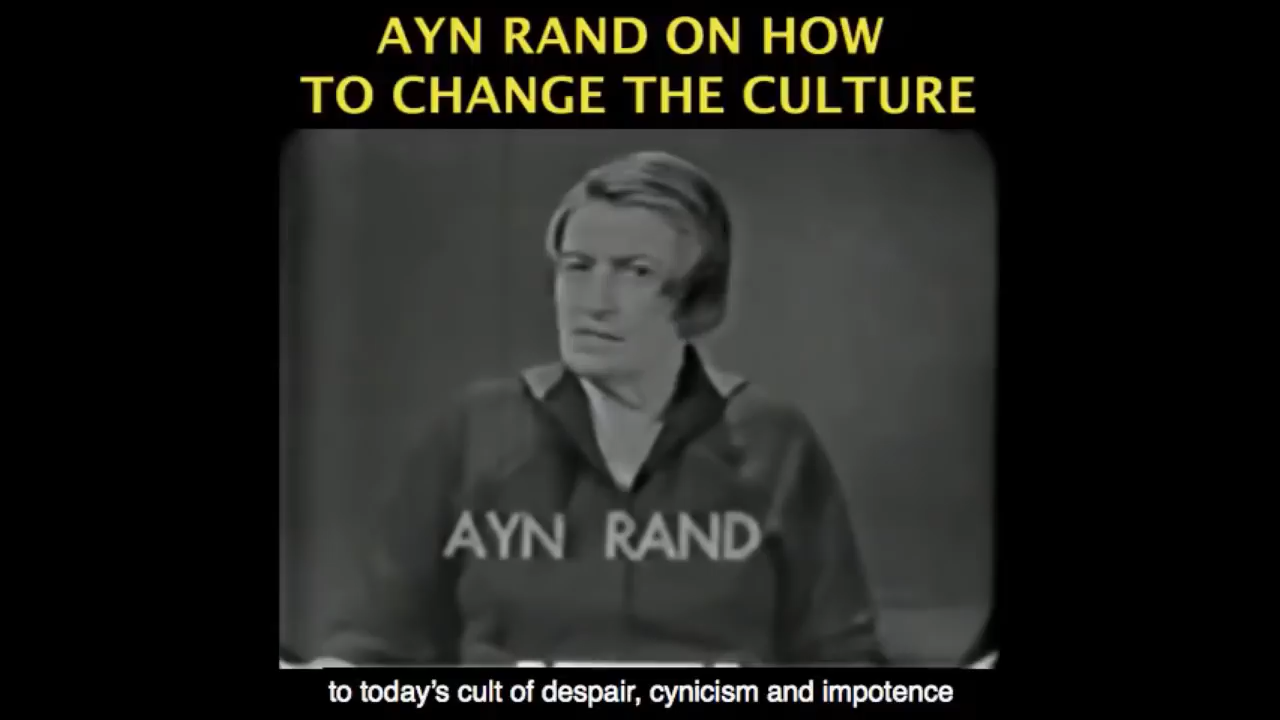 AYN RAND ON HOW
TO CHANGE THE CULTURE
AYN RAND
to today's cult of despair, cynicism and impotence